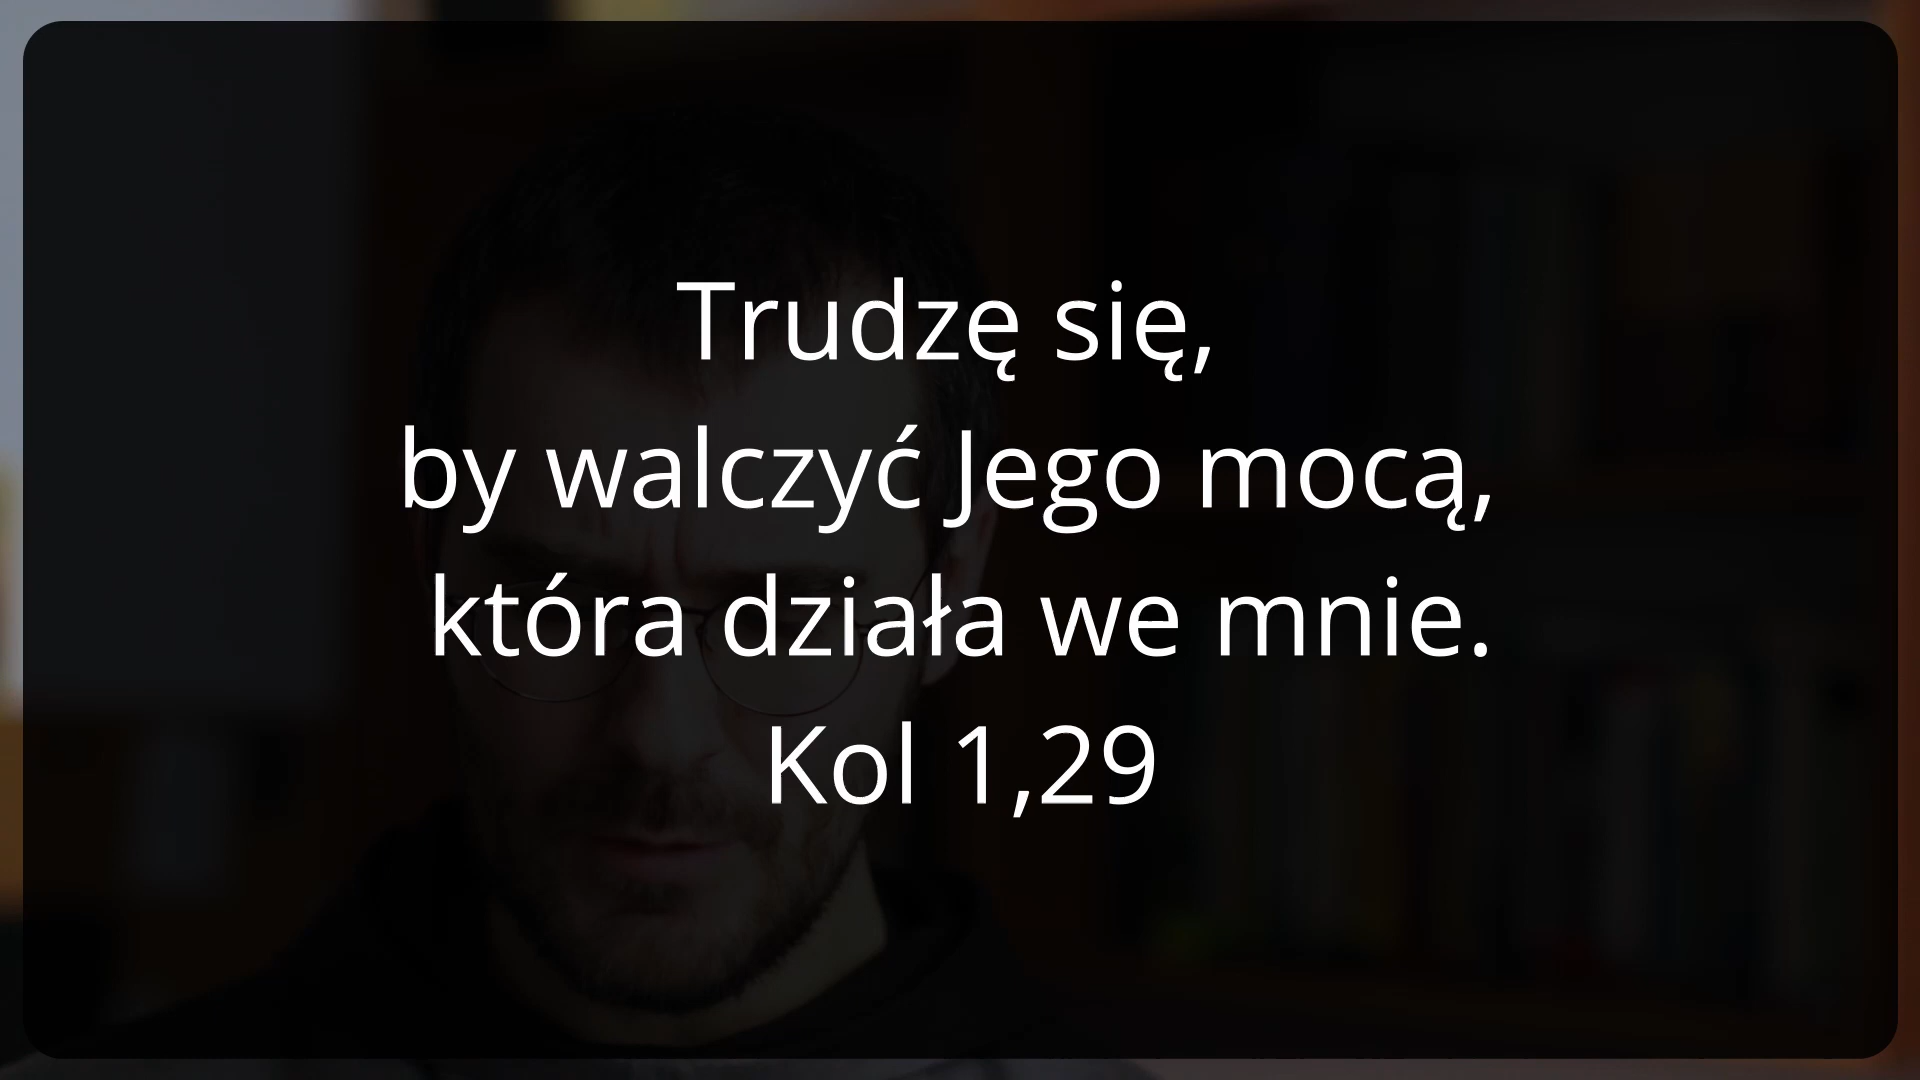 Trudzę się,
by walczyć Jego mocą,
która działa we mnie.
Kol 1,29